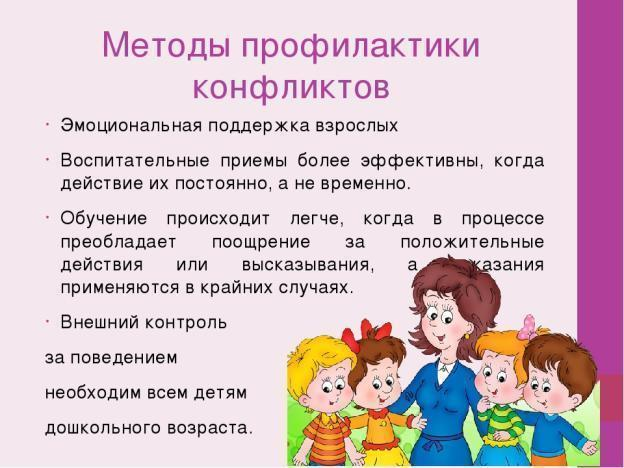 Методы профилактики
конфликтов
• Эмоциональная поддержка взрослых
• Воспитательные приемы более эффективны, когда
действие их постоянно, а не временно.
• Обучение происходит легче, когда в процессе
преобладает поощрение за положительные
действия или высказывания, а
применяются в крайних случаях.
• Внешний контроль
за поведением
необходим всем детям
дошкольного возраста.